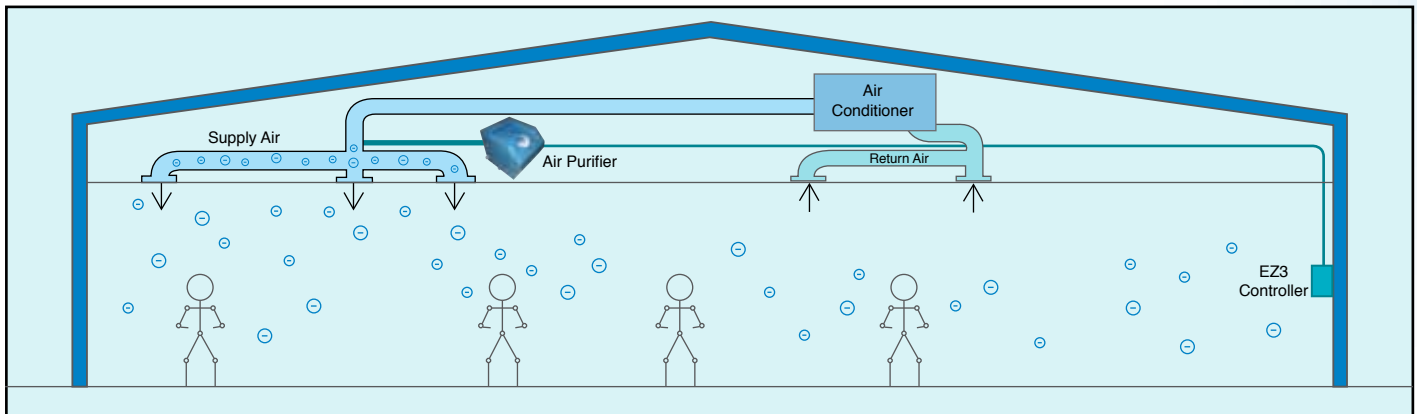 Air
Conditioner
Supply Air
Air Purifier
Return Air
EZ3
Controller